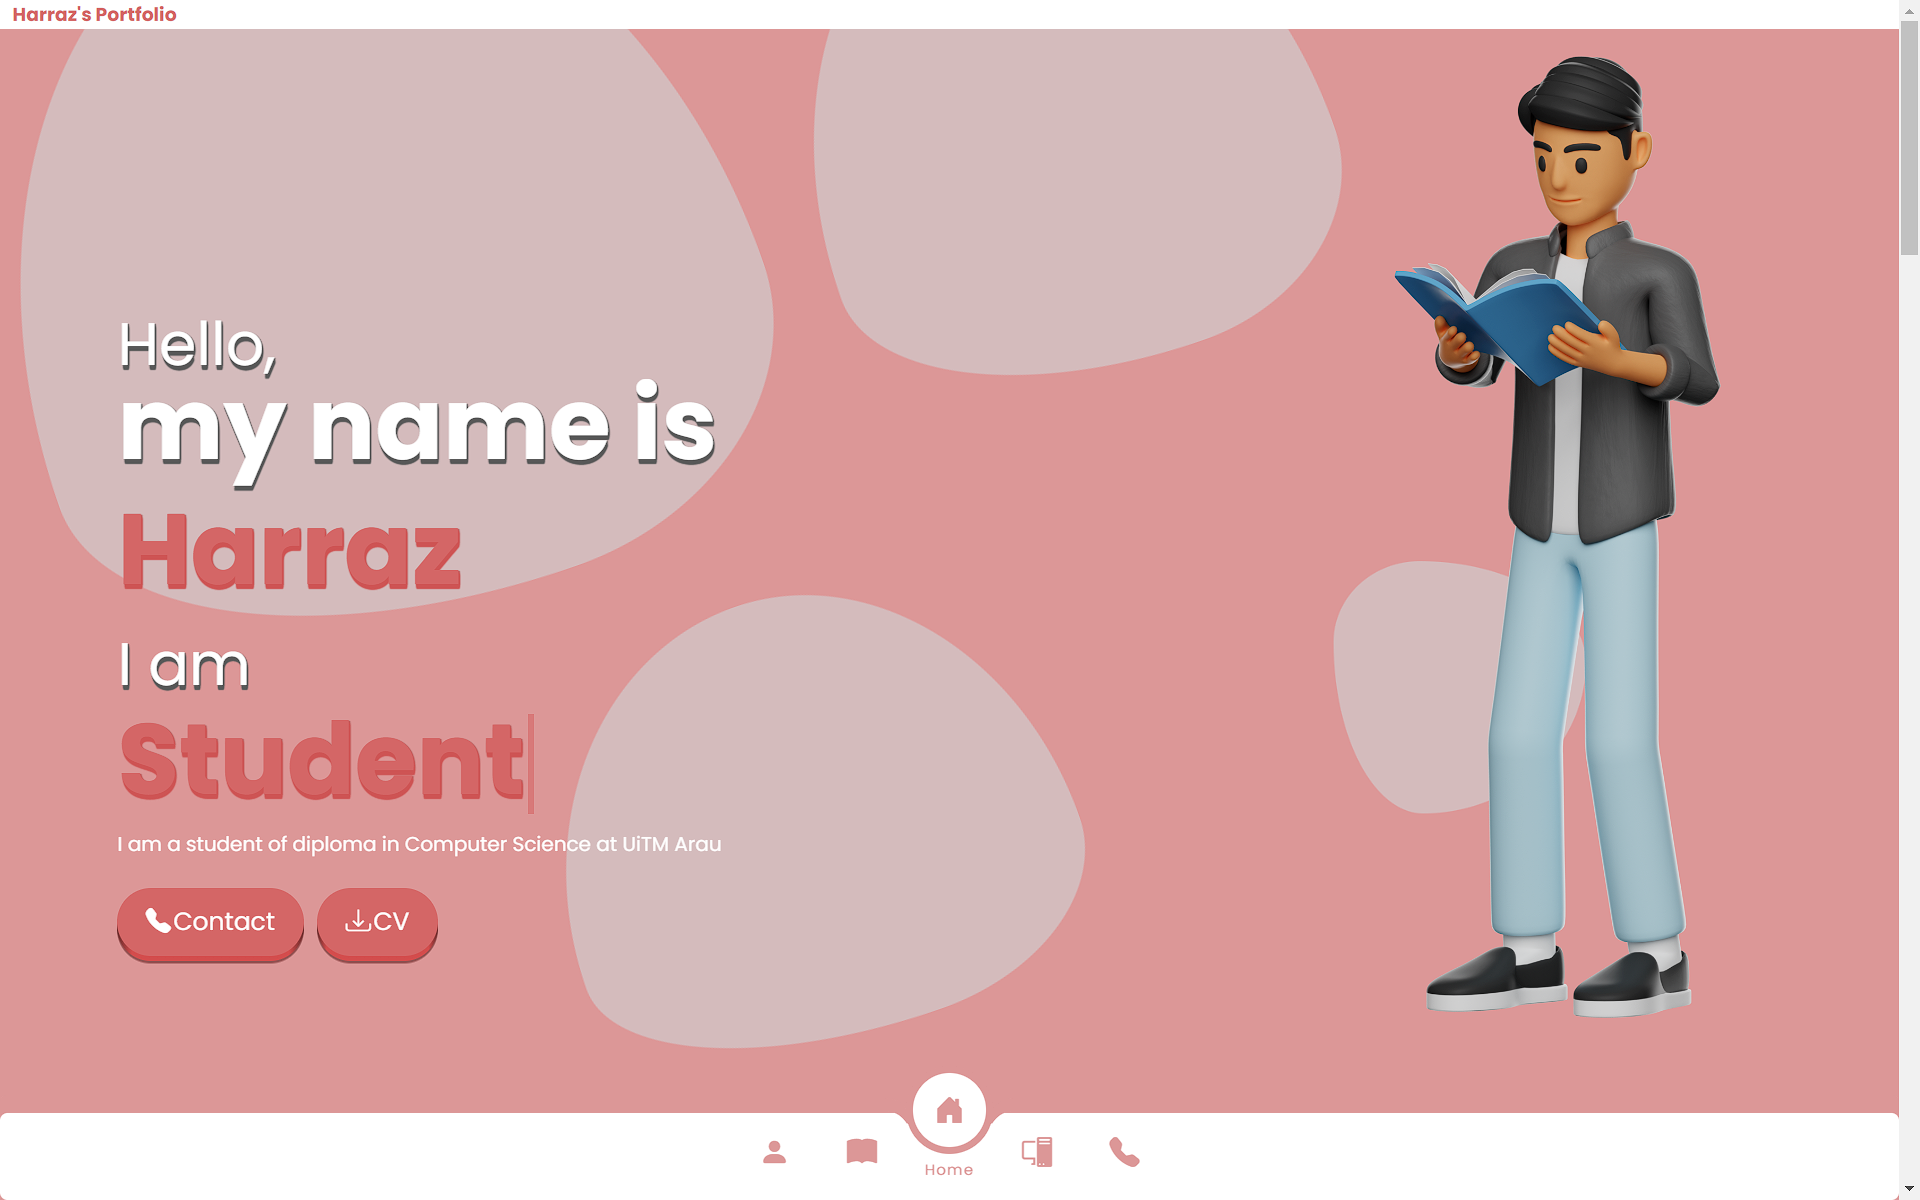 Harraz's Portfolio
Hello,
my name is
Harraz
I am
Student
I am a student of diploma in Computer Science at UiTM Arau
Contact
CV
Home